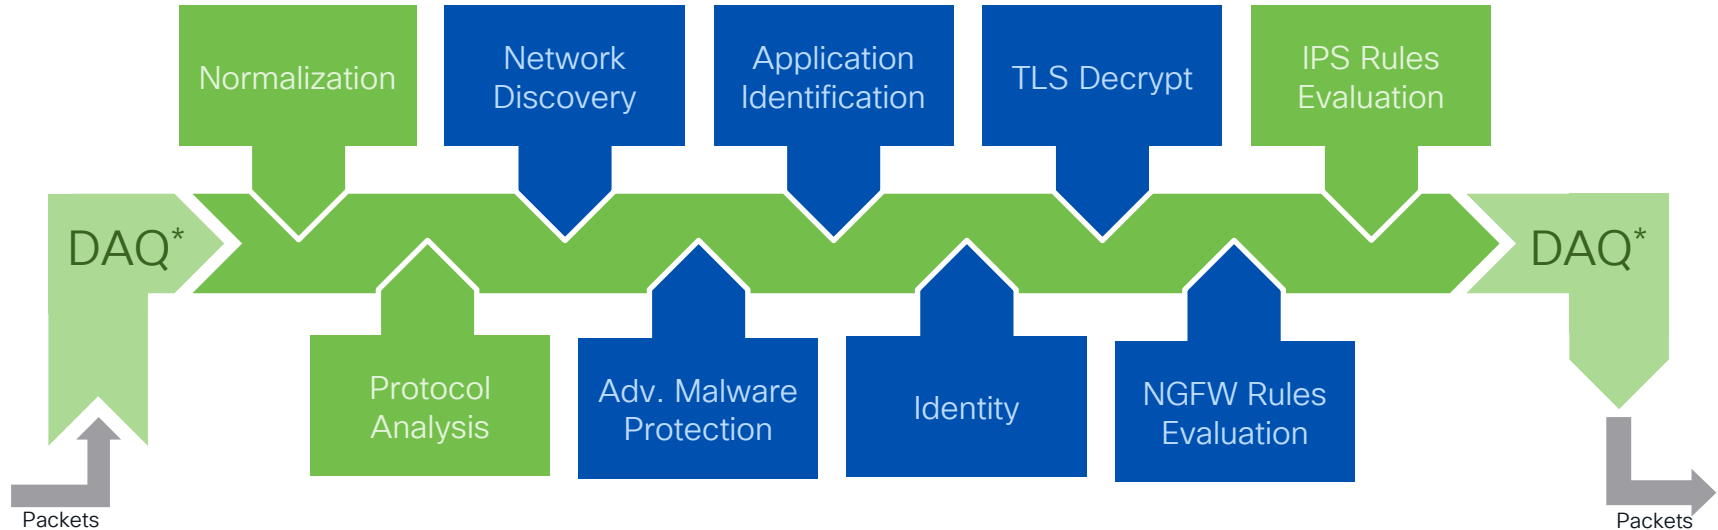 Normalization
Network
Discovery
Application
Identification
TLS Decrypt
IPS Rules
Evaluation
DAQ*
DAQ*
Protocol
Analysis
Adv. Malware
Protection
Identity
NGFW Rules
Evaluation
Packets
Packets